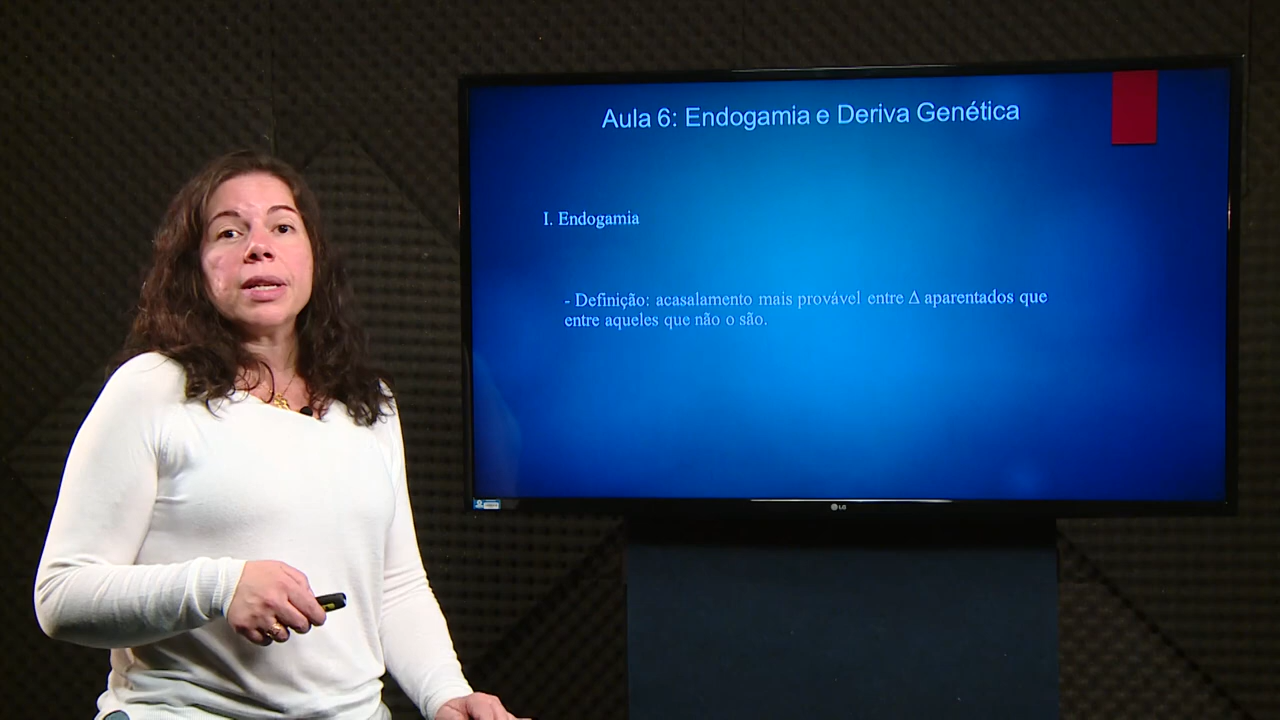 Aula 6: Endogamia e Deriva Genética
I. Endogamia
- Definição: acasalamento mais provável entre Δ aparentados que
entre aqueles que não o são.
LG